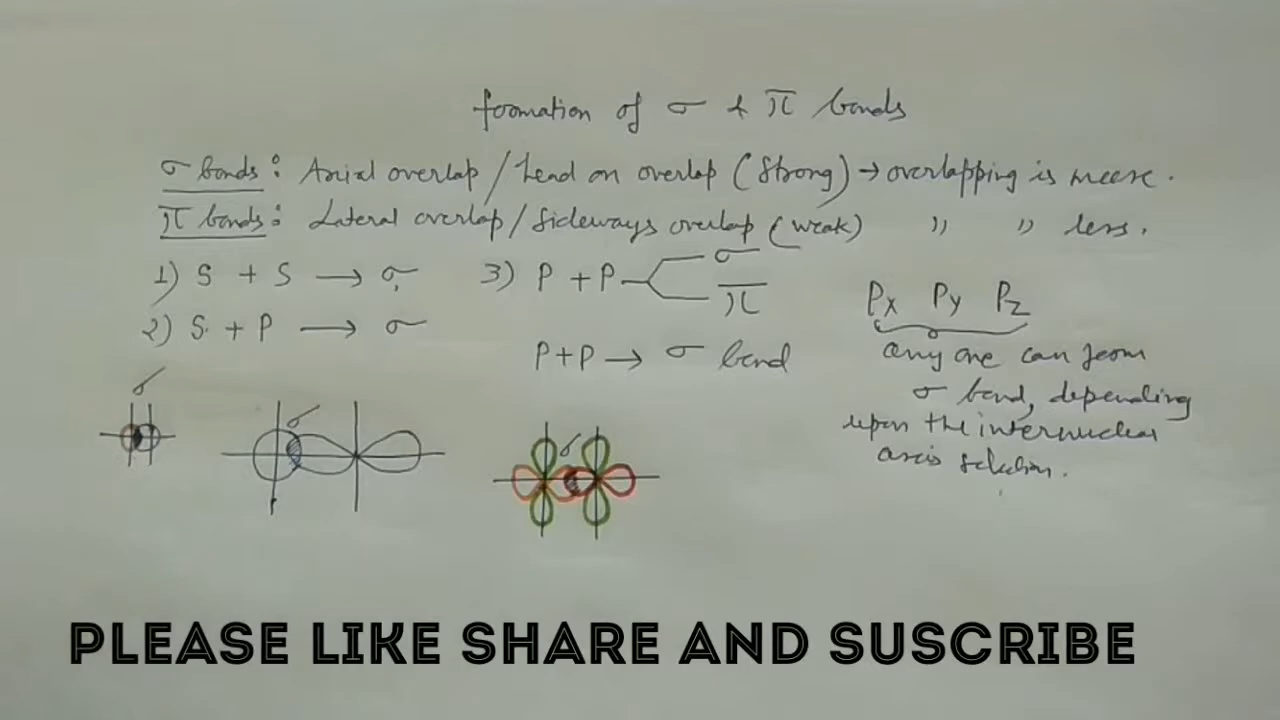 formation of σ & π bonds
σ bonds: Axial overlap / head on overlap (strong) → overlapping is more.
π bonds: Lateral overlap / sideways overlap (weak) " " less.
1) S + S → σ
2) S + P → σ
3) P + P σ
π
P+P → σ bond
Px Py Pz
any one can form
σ bond, depending
upon the internuclear
axis selection.
σ
σ
σ
PLEASE LIKE SHARE AND SUSCRIBE